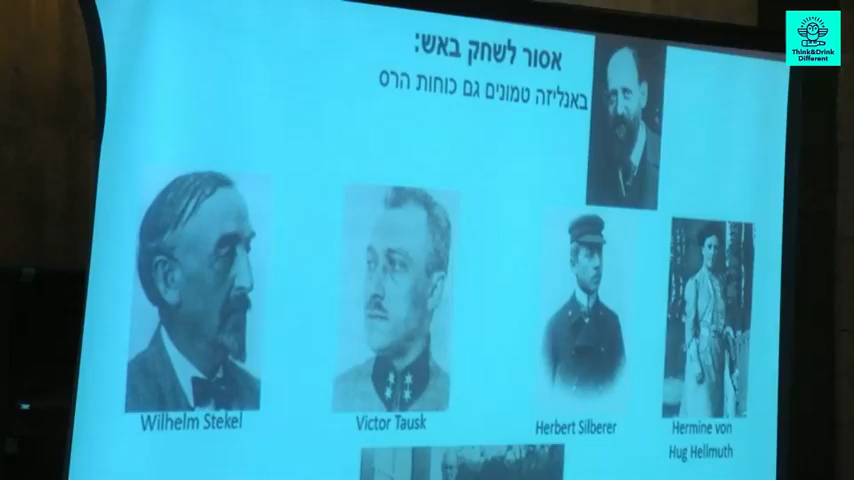 Think&Drink
Different
אסור לשחק באש:
באנליזה טמונים גם כוחות הרס
Wilhelm Stekel
Victor Tausk
Herbert Silberer
Hermine von
Hug Hellmuth